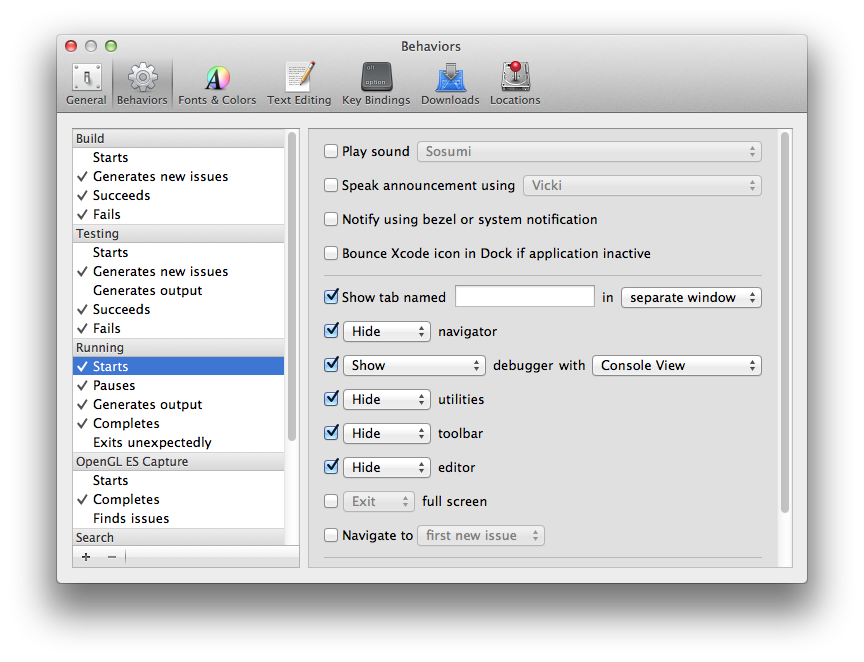 Behaviors
General Behaviors Fonts & Colors Text Editing Key Bindings Downloads Locations
alt
option
Build
Starts
Generates new issues
Succeeds
Fails
Testing
Starts
Generates new issues
Generates output
Succeeds
Fails
Running
Starts
Pauses
Generates output
Completes
Exits unexpectedly
OpenGL ES Capture
Starts
Completes
Finds issues
Search
Play sound Sosumi
Speak announcement using Vicki
Notify using bezel or system notification
Bounce Xcode icon in Dock if application inactive
Show tab named in separate window
Hide navigator
Show debugger with Console View
Hide utilities
Hide toolbar
Hide editor
Exit full screen
Navigate to first new issue